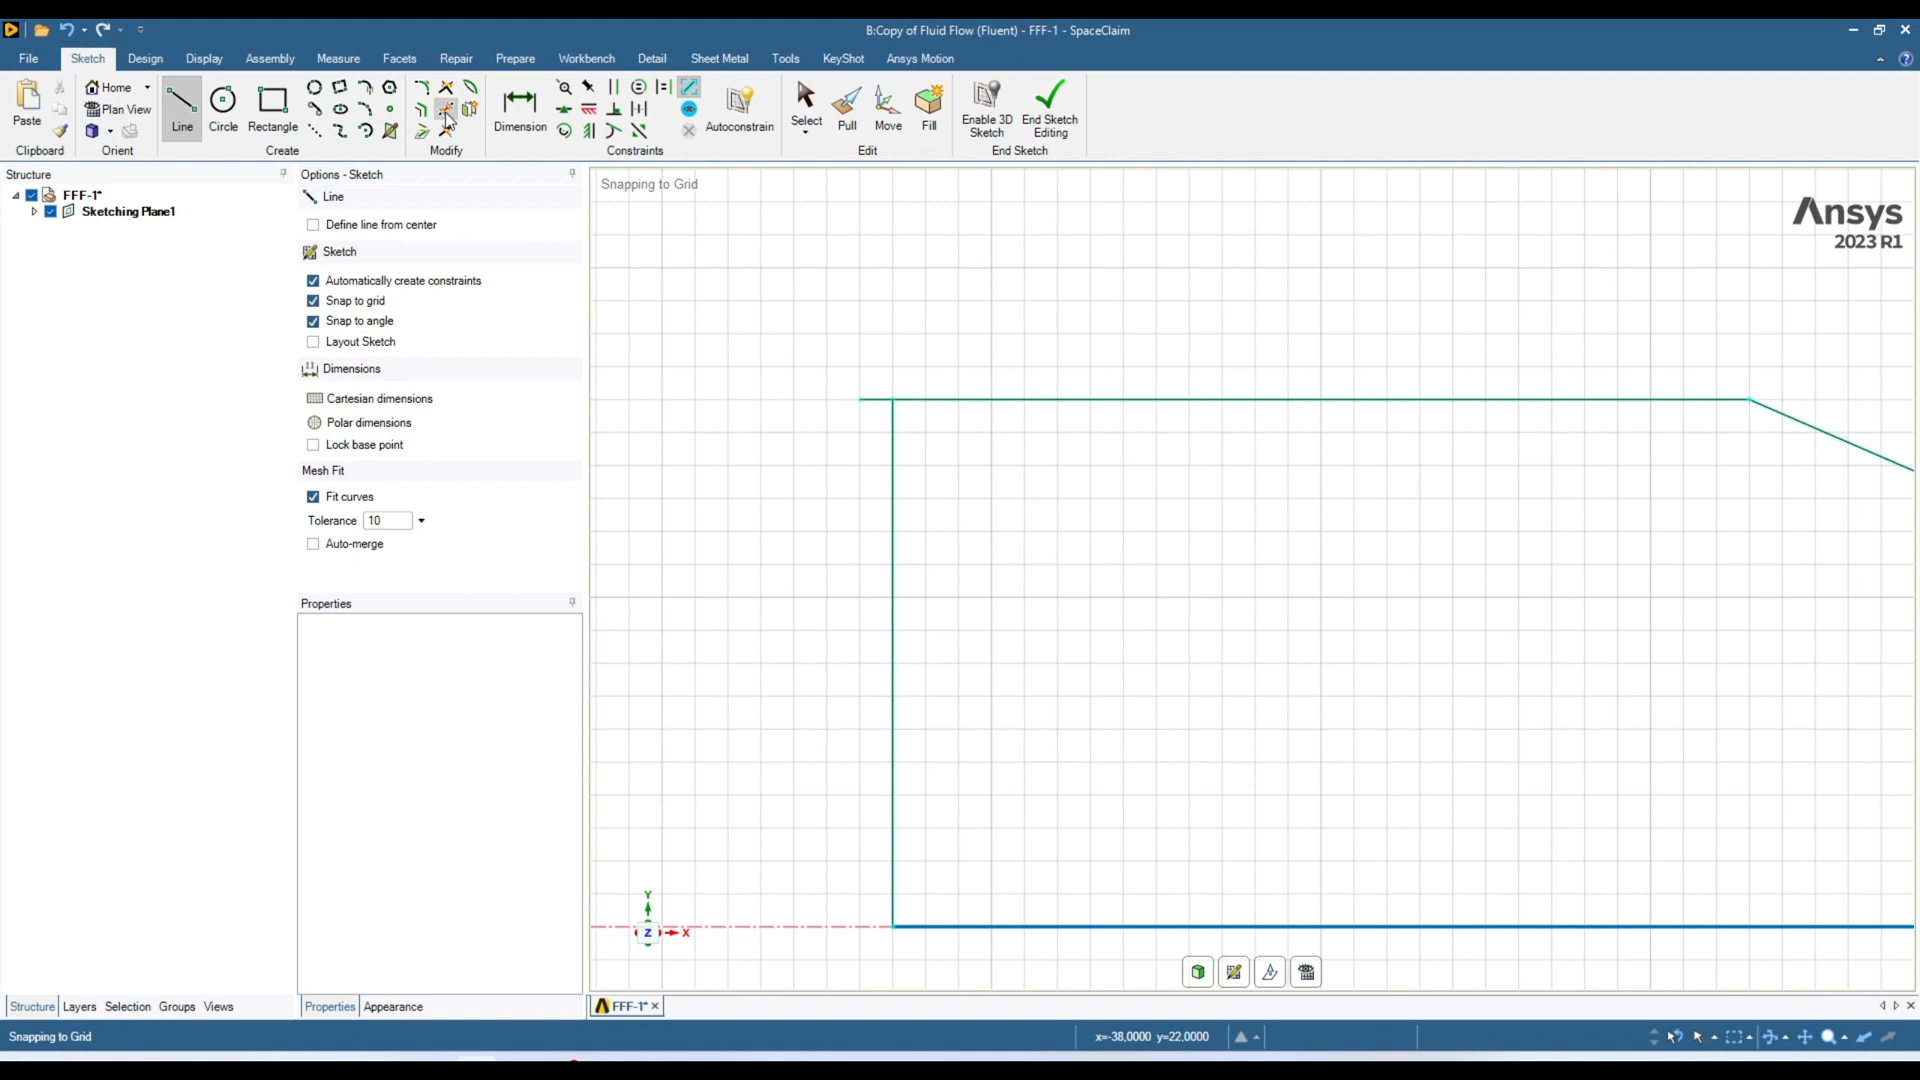 B:Copy of Fluid Flow (Fluent) - FFF-1 - SpaceClaim
File Sketch Design Display Assembly Measure Facets Repair Prepare Workbench Detail Sheet Metal Tools KeyShot Ansys Motion
Paste
Home
Plan View
Line Circle Rectangle
Dimension
Autoconstrain
Select Pull Move Fill
Enable 3D Sketch
End Sketch Editing
Clipboard Orient Create Modify Constraints Edit End Sketch
Structure
FFF-1*
Sketching Plane1
Options - Sketch
Line
Define line from center
Sketch
Automatically create constraints
Snap to grid
Snap to angle
Layout Sketch
Dimensions
Cartesian dimensions
Polar dimensions
Lock base point
Mesh Fit
Fit curves
Tolerance 10
Auto-merge
Properties
Snapping to Grid
Ansys
2023 R1
Y
Z
X
Structure Layers Selection Groups Views
Properties Appearance
FFF-1*
Snapping to Grid
x=-38,0000 y=22,0000